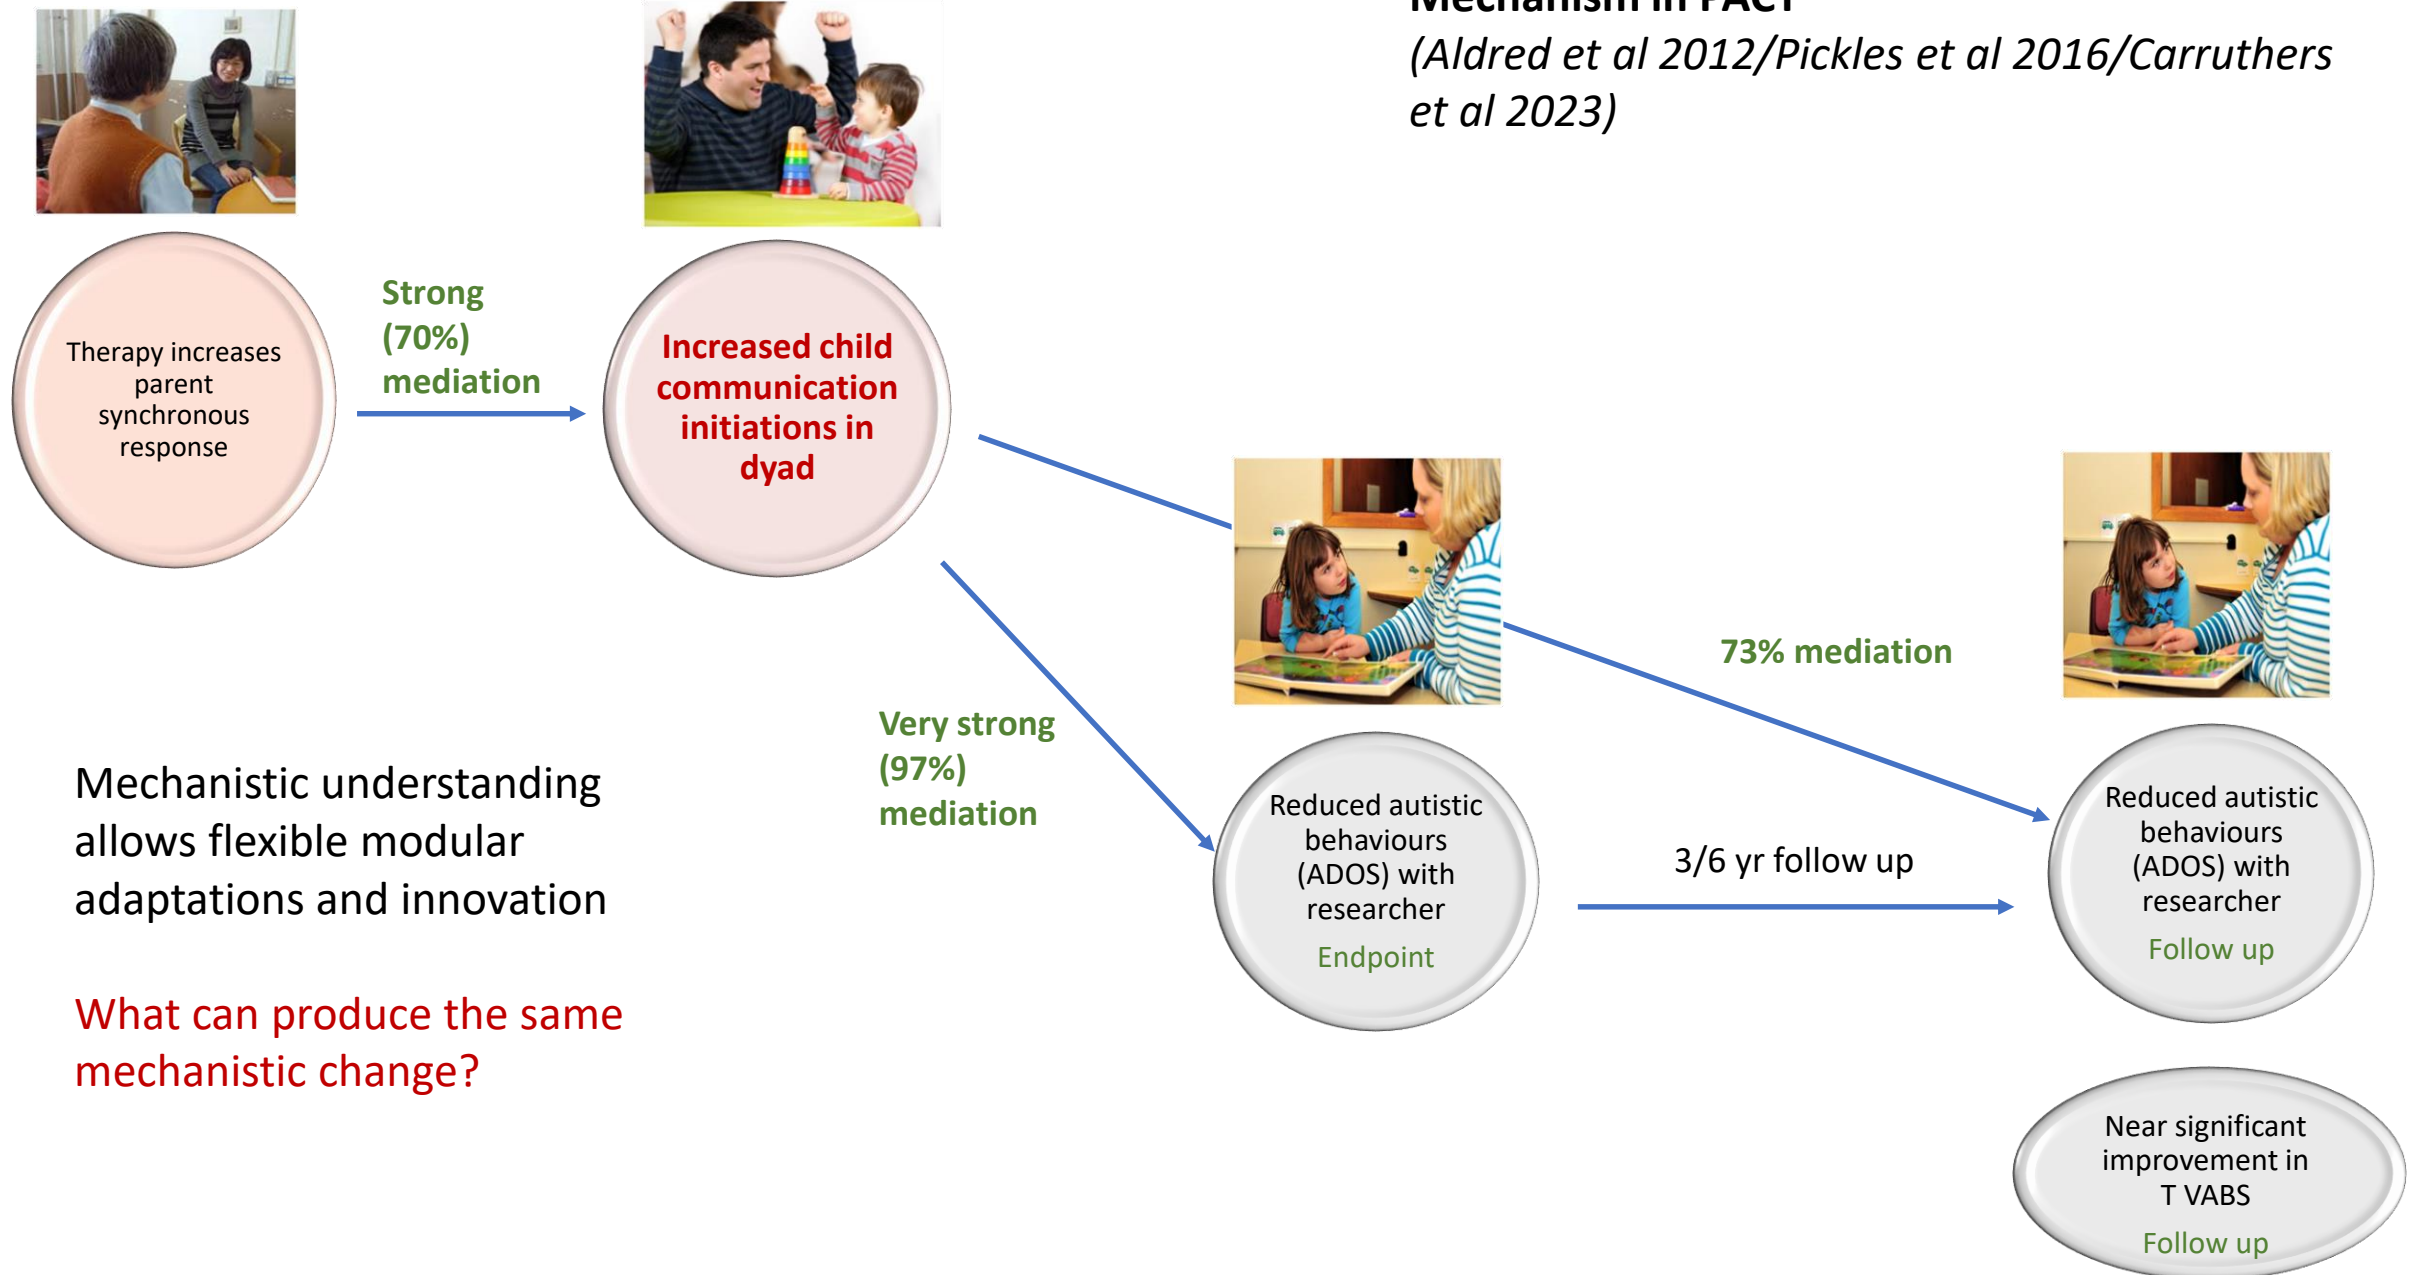 Mechanism in PACT
(Aldred et al 2012/Pickles et al 2016/Carruthers
et al 2023)
Therapy increases
parent
synchronous
response
Strong
(70%)
mediation
Increased child
communication
initiations in
dyad
73% mediation
Very strong
(97%)
mediation
Mechanistic understanding
allows flexible modular
adaptations and innovation
What can produce the same
mechanistic change?
Reduced autistic
behaviours
(ADOS) with
researcher
Endpoint
3/6 yr follow up
Reduced autistic
behaviours
(ADOS) with
researcher
Follow up
Near significant
improvement in
T VABS
Follow up